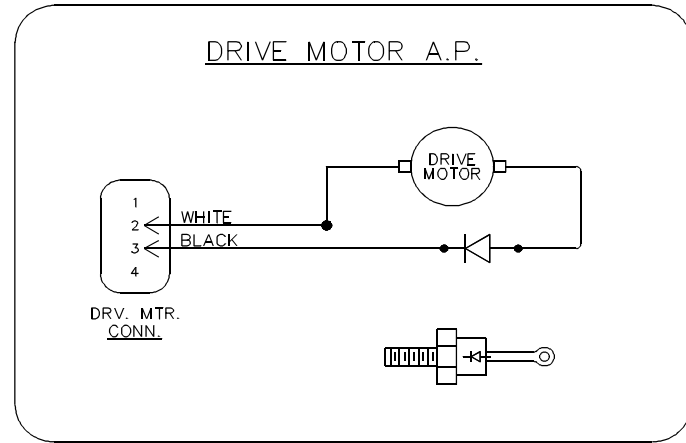 DRIVE MOTOR A.P.
DRIVE
MOTOR
1
2
WHITE
3
BLACK
4
DRV. MTR.
CONN.